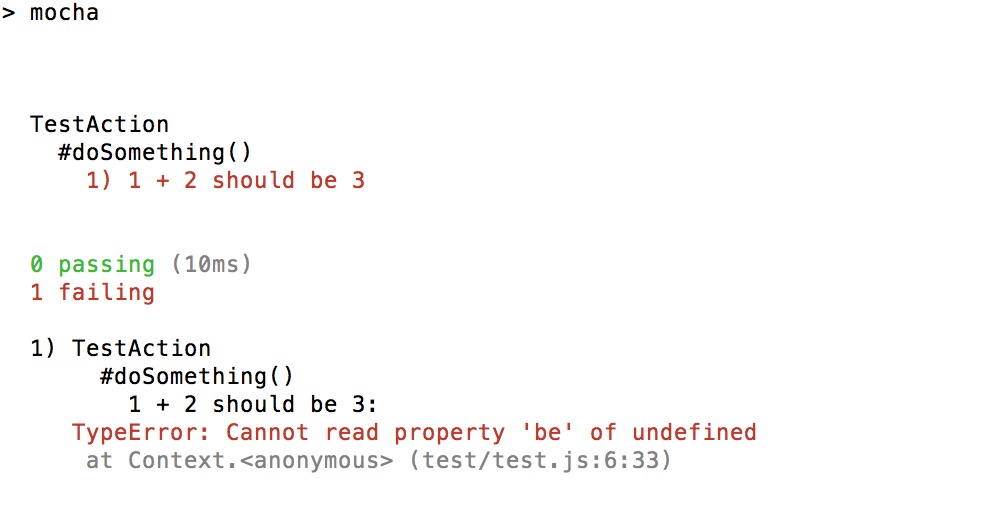 > mocha
TestAction
#doSomething()
1) 1 + 2 should be 3
0 passing (10ms)
1 failing
1) TestAction
#doSomething()
1 + 2 should be 3:
TypeError: Cannot read property 'be' of undefined
at Context.<anonymous> (test/test.js:6:33)